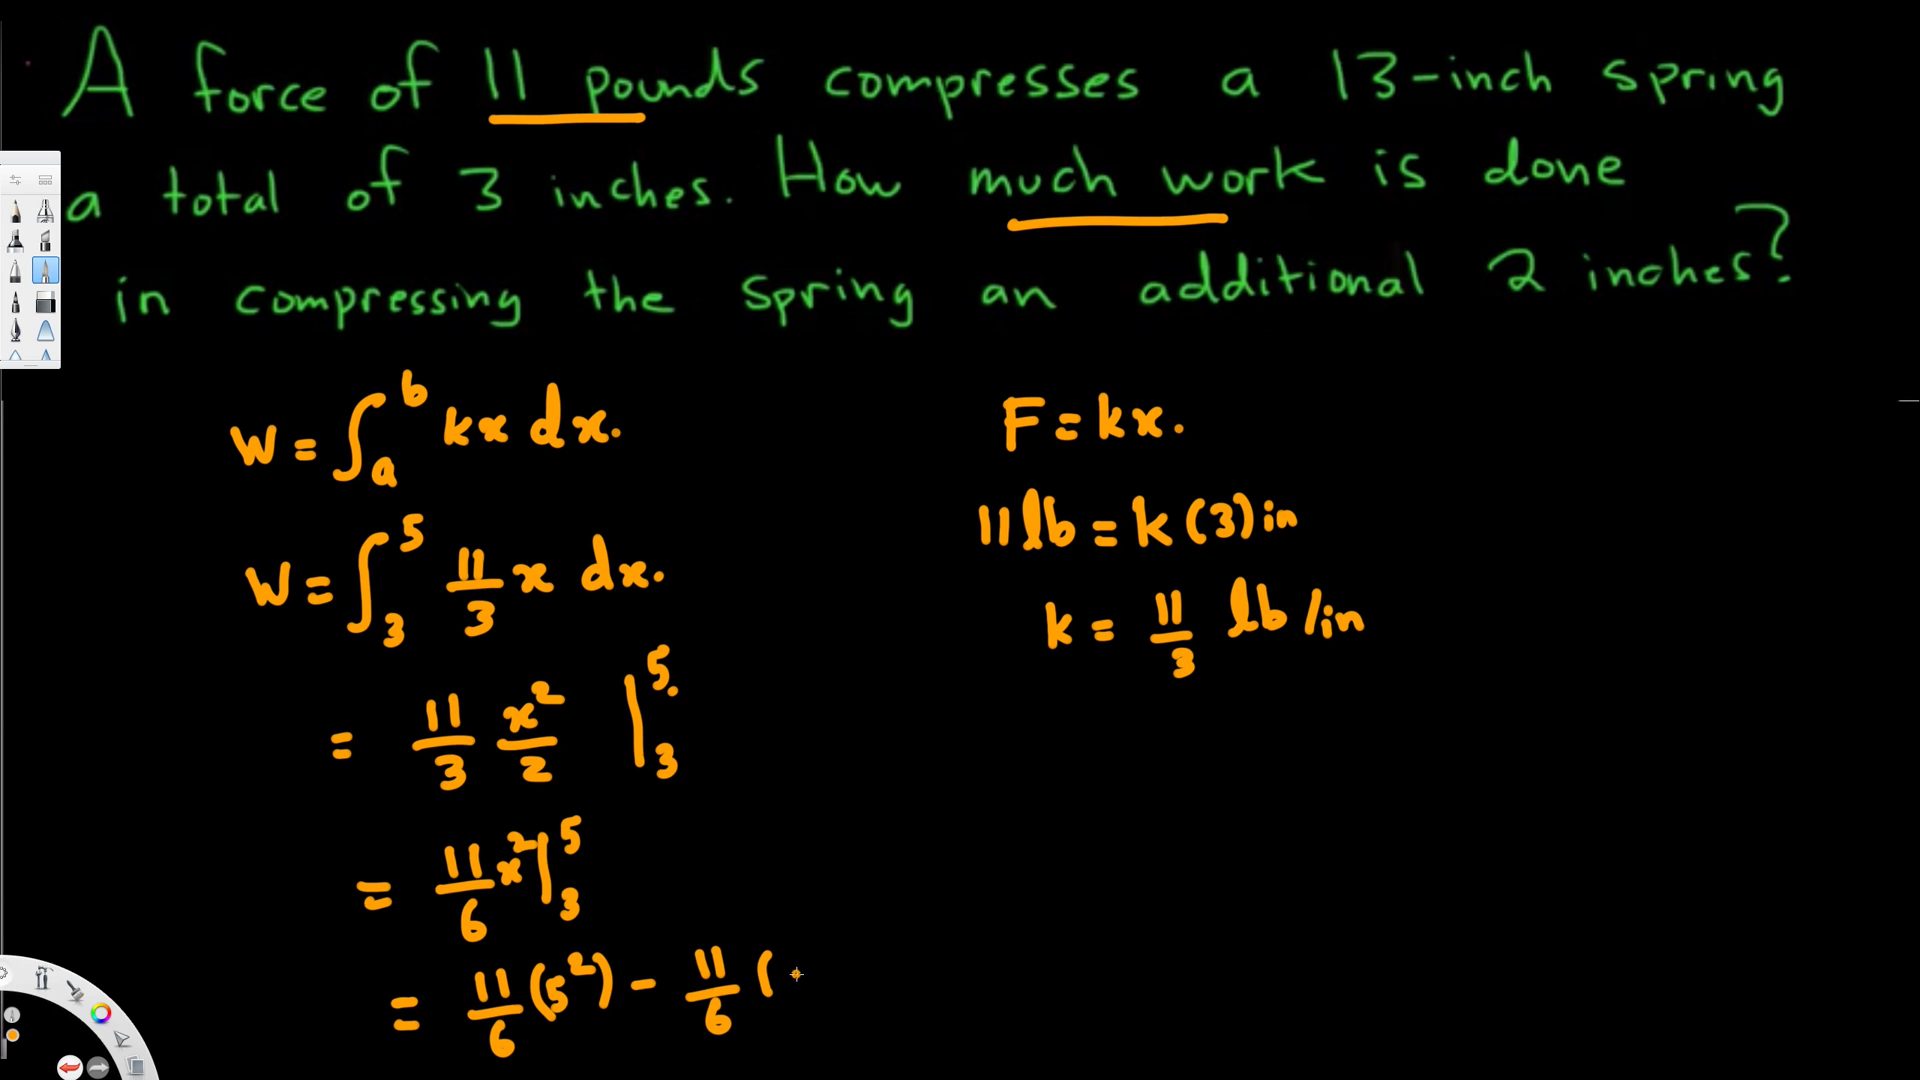 A force of 11 pounds compresses a 13-inch spring
a total of 3 inches. How much work is done
in compressing the spring an additional 2 inches?
W = ∫_a^b kx dx.
W = ∫_3^5 11/3 x dx.
= 11/3 x²/2 |_3^5.
= 11/6 x² |_3^5
= 11/6 (5²) - 11/6 (
F = kx.
11 lb = k (3) in
k = 11/3 lb/in